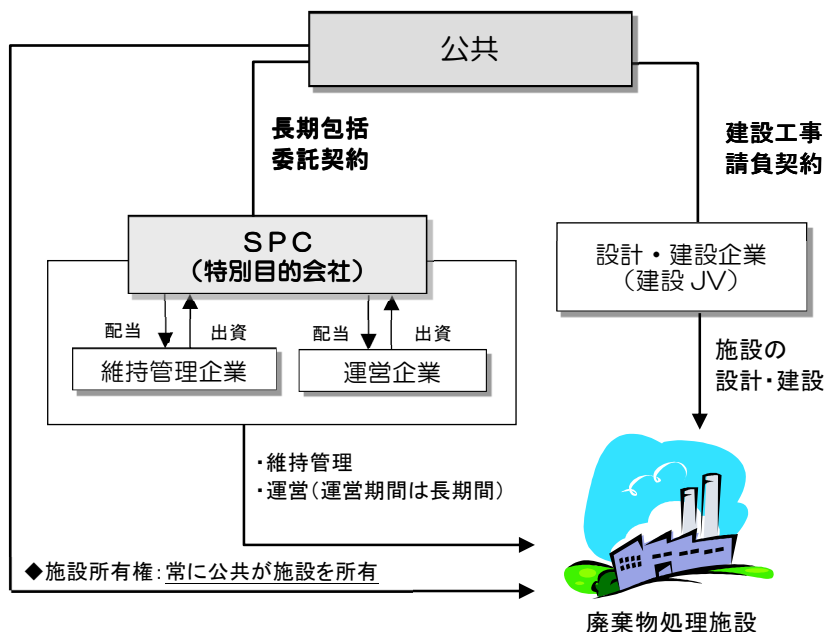 公共
長期包括
委託契約
建設工事
請負契約
ＳＰＣ
（特別目的会社）
設計・建設企業
（建設 JV）
配当
出資
配当
出資
維持管理企業
運営企業
施設の
設計・建設
・維持管理
・運営（運営期間は長期間）
◆施設所有権：常に公共が施設を所有
廃棄物処理施設